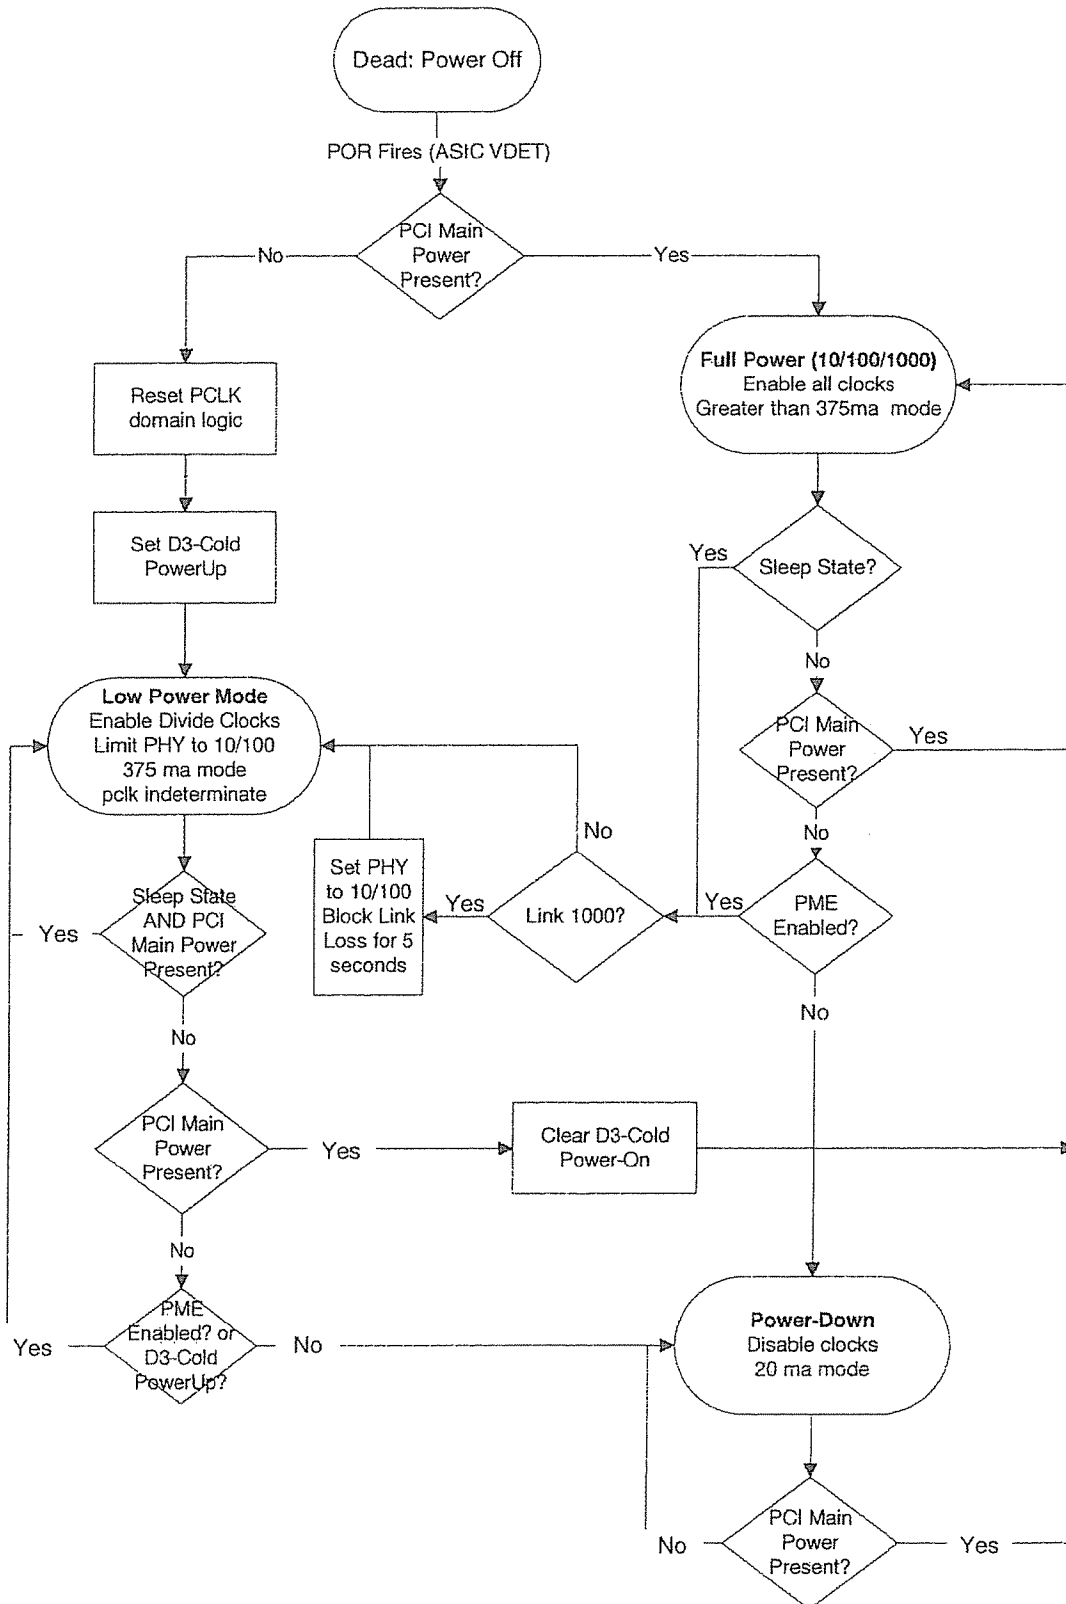 Dead: Power Off
POR Fires (ASIC VDET)
PCI Main
Power
Present?
No
Yes
Reset PCLK
domain logic
Full Power (10/100/1000)
Enable all clocks
Greater than 375ma mode
Set D3-Cold
PowerUp
Yes
Sleep State?
No
Low Power Mode
Enable Divide Clocks
Limit PHY to 10/100
375 ma mode
pclk indeterminate
PCI Main
Power
Present?
Yes
No
No
Set PHY
to 10/100
Block Link
Loss for 5
seconds
Yes
Link 1000?
Yes
PME
Enabled?
No
Sleep State
AND PCI
Main Power
Present?
Yes
No
PCI Main
Power
Present?
Yes
Clear D3-Cold
Power-On
No
PME
Enabled? or
D3-Cold
PowerUp?
Yes
No
Power-Down
Disable clocks
20 ma mode
PCI Main
Power
Present?
No
Yes